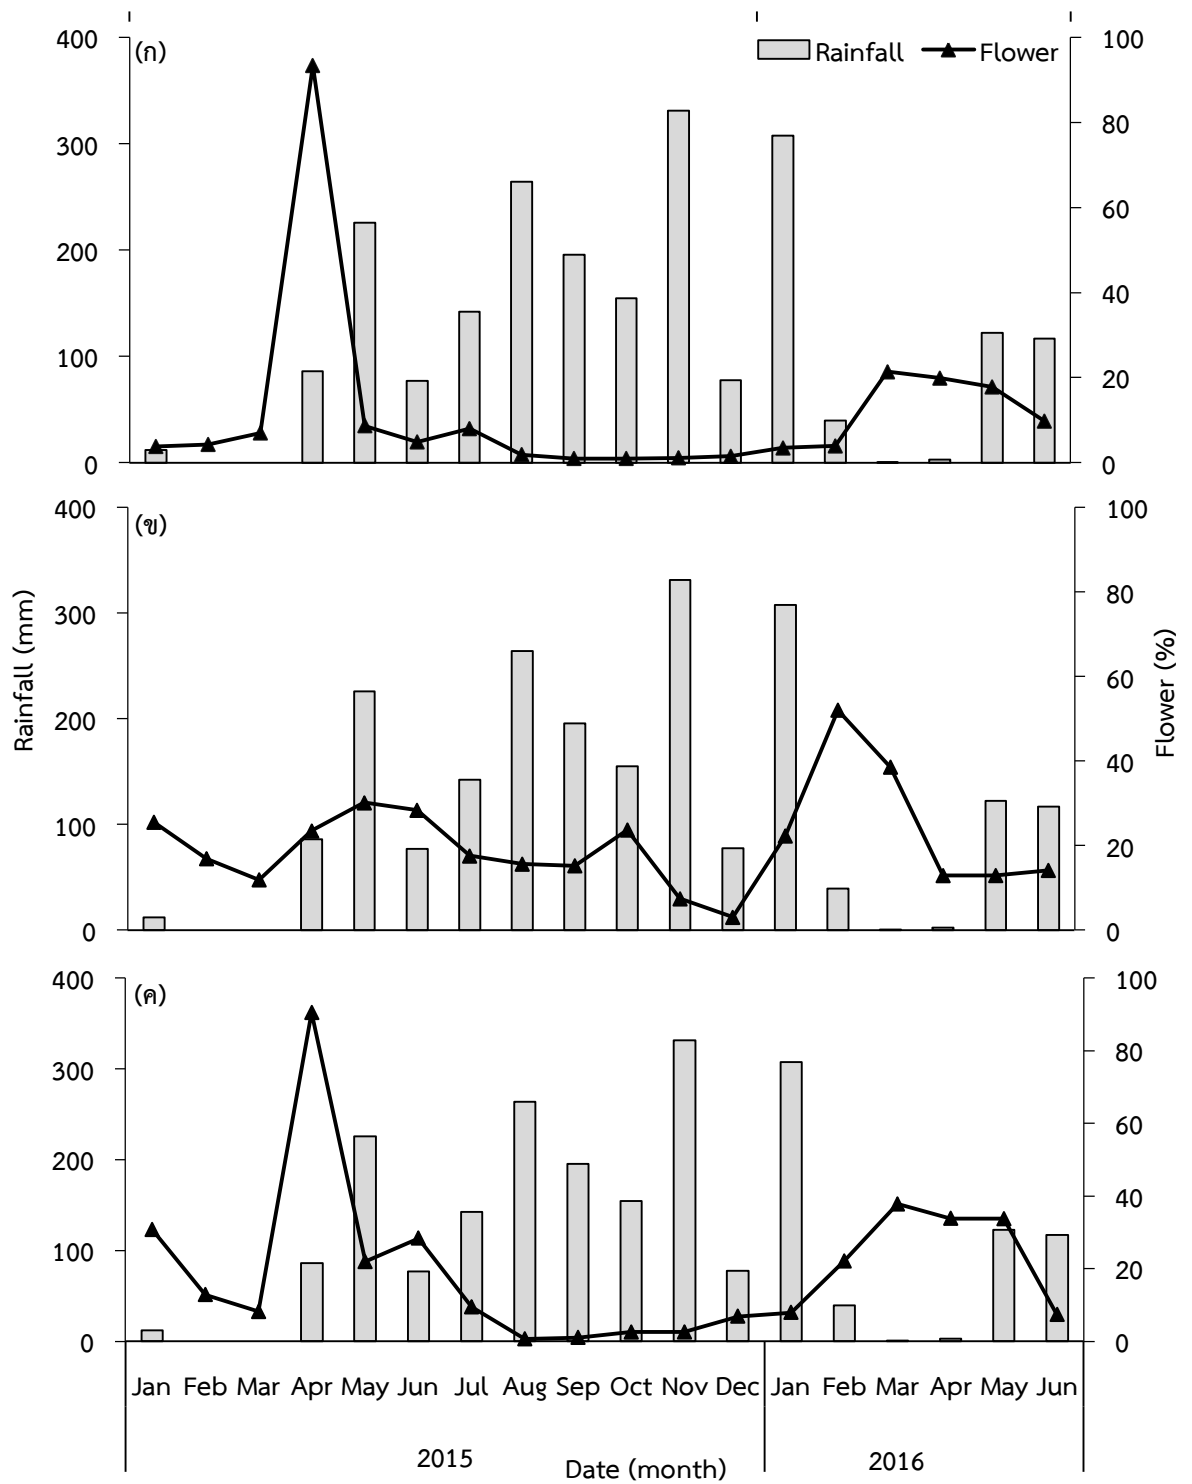 400 (ก) Rainfall Flower 100
300 80
200 60
100 40
0 20
0
400 (ข) 100
300 80
200 60
100 40
0 20
0
Rainfall (mm)
Flower (%)
400 (ค) 100
300 80
200 60
100 40
0 20
0
Jan Feb Mar Apr May Jun Jul Aug Sep Oct Nov Dec Jan Feb Mar Apr May Jun
2015 2016
Date (month)